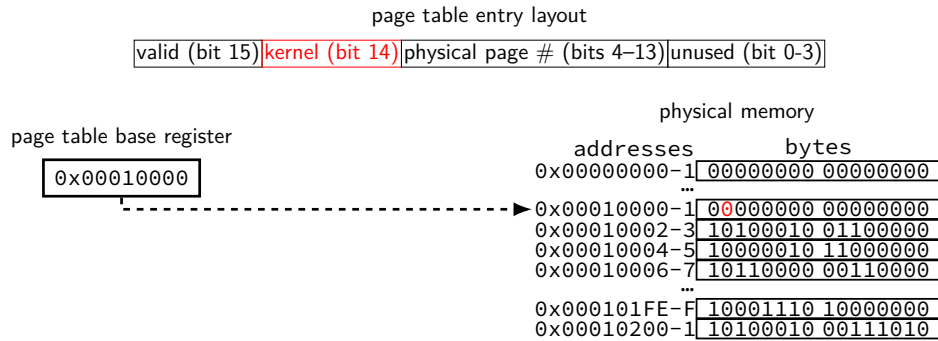 page table entry layout
valid (bit 15) kernel (bit 14) physical page # (bits 4–13) unused (bit 0-3)
physical memory
page table base register
addresses bytes
0x00010000
0x00000000-1 00000000 00000000
…
0x00010000-1 00000000 00000000
0x00010002-3 10100010 01100000
0x00010004-5 10000010 11000000
0x00010006-7 10110000 00110000
…
0x000101FE-F 10001110 10000000
0x00010200-1 10100010 00111010